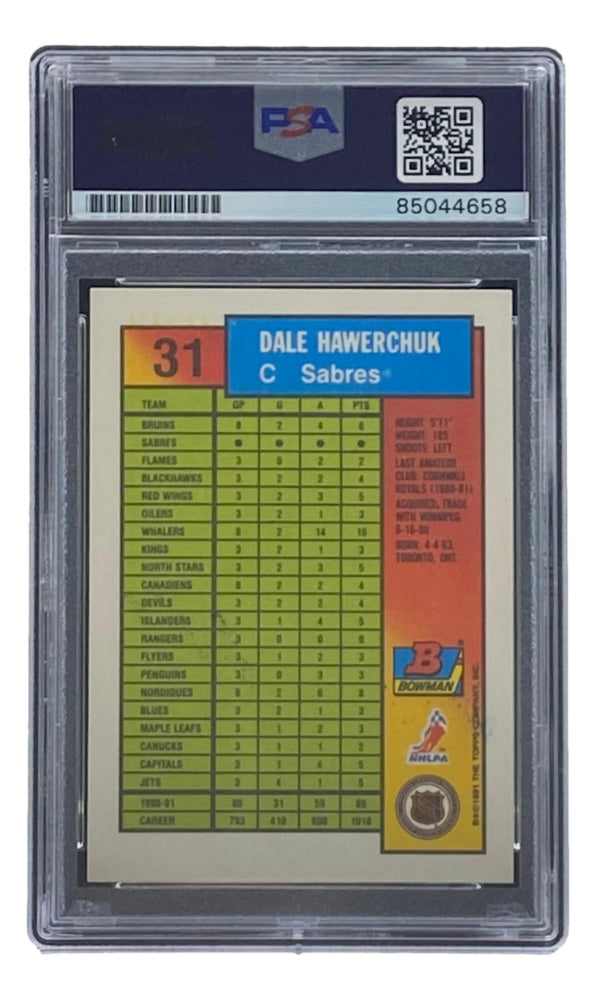 PSA
85044658
31
DALE HAWERCHUK
C Sabres
TEAM GP G A PTS
BRUINS 8 2 4 6
SABRES
FLAMES 3 0 2 2
BLACKHAWKS 3 2 2 4
RED WINGS 3 2 3 5
OILERS 3 2 1 3
WHALERS 8 2 14 16
KINGS 3 2 1 3
NORTH STARS 3 2 3 5
CANADIENS 8 2 2 4
DEVILS 3 2 2 4
ISLANDERS 3 1 4 5
RANGERS 3 0 0 0
FLYERS 3 1 2 3
PENGUINS 3 0 3 3
NORDIQUES 8 2 6 8
BLUES 3 2 1 3
MAPLE LEAFS 3 1 2 3
CANUCKS 3 1 1 2
CAPITALS 3 4 1 5
JETS 3 4 1 5
1990-91 80 31 58 89
CAREER 793 410 608 1018
HEIGHT: 5'11"
WEIGHT: 185
SHOOTS: LEFT
LAST AMATEUR
CLUB: CORNWALL
ROYALS (1980-81)
ACQUIRED: TRADE
WITH WINNIPEG,
6-16-90
BORN: 4-4-63,
TORONTO, ONT.
B
BOWMAN
NHLPA
NHL
B®©1991 THE TOPPS COMPANY, INC.